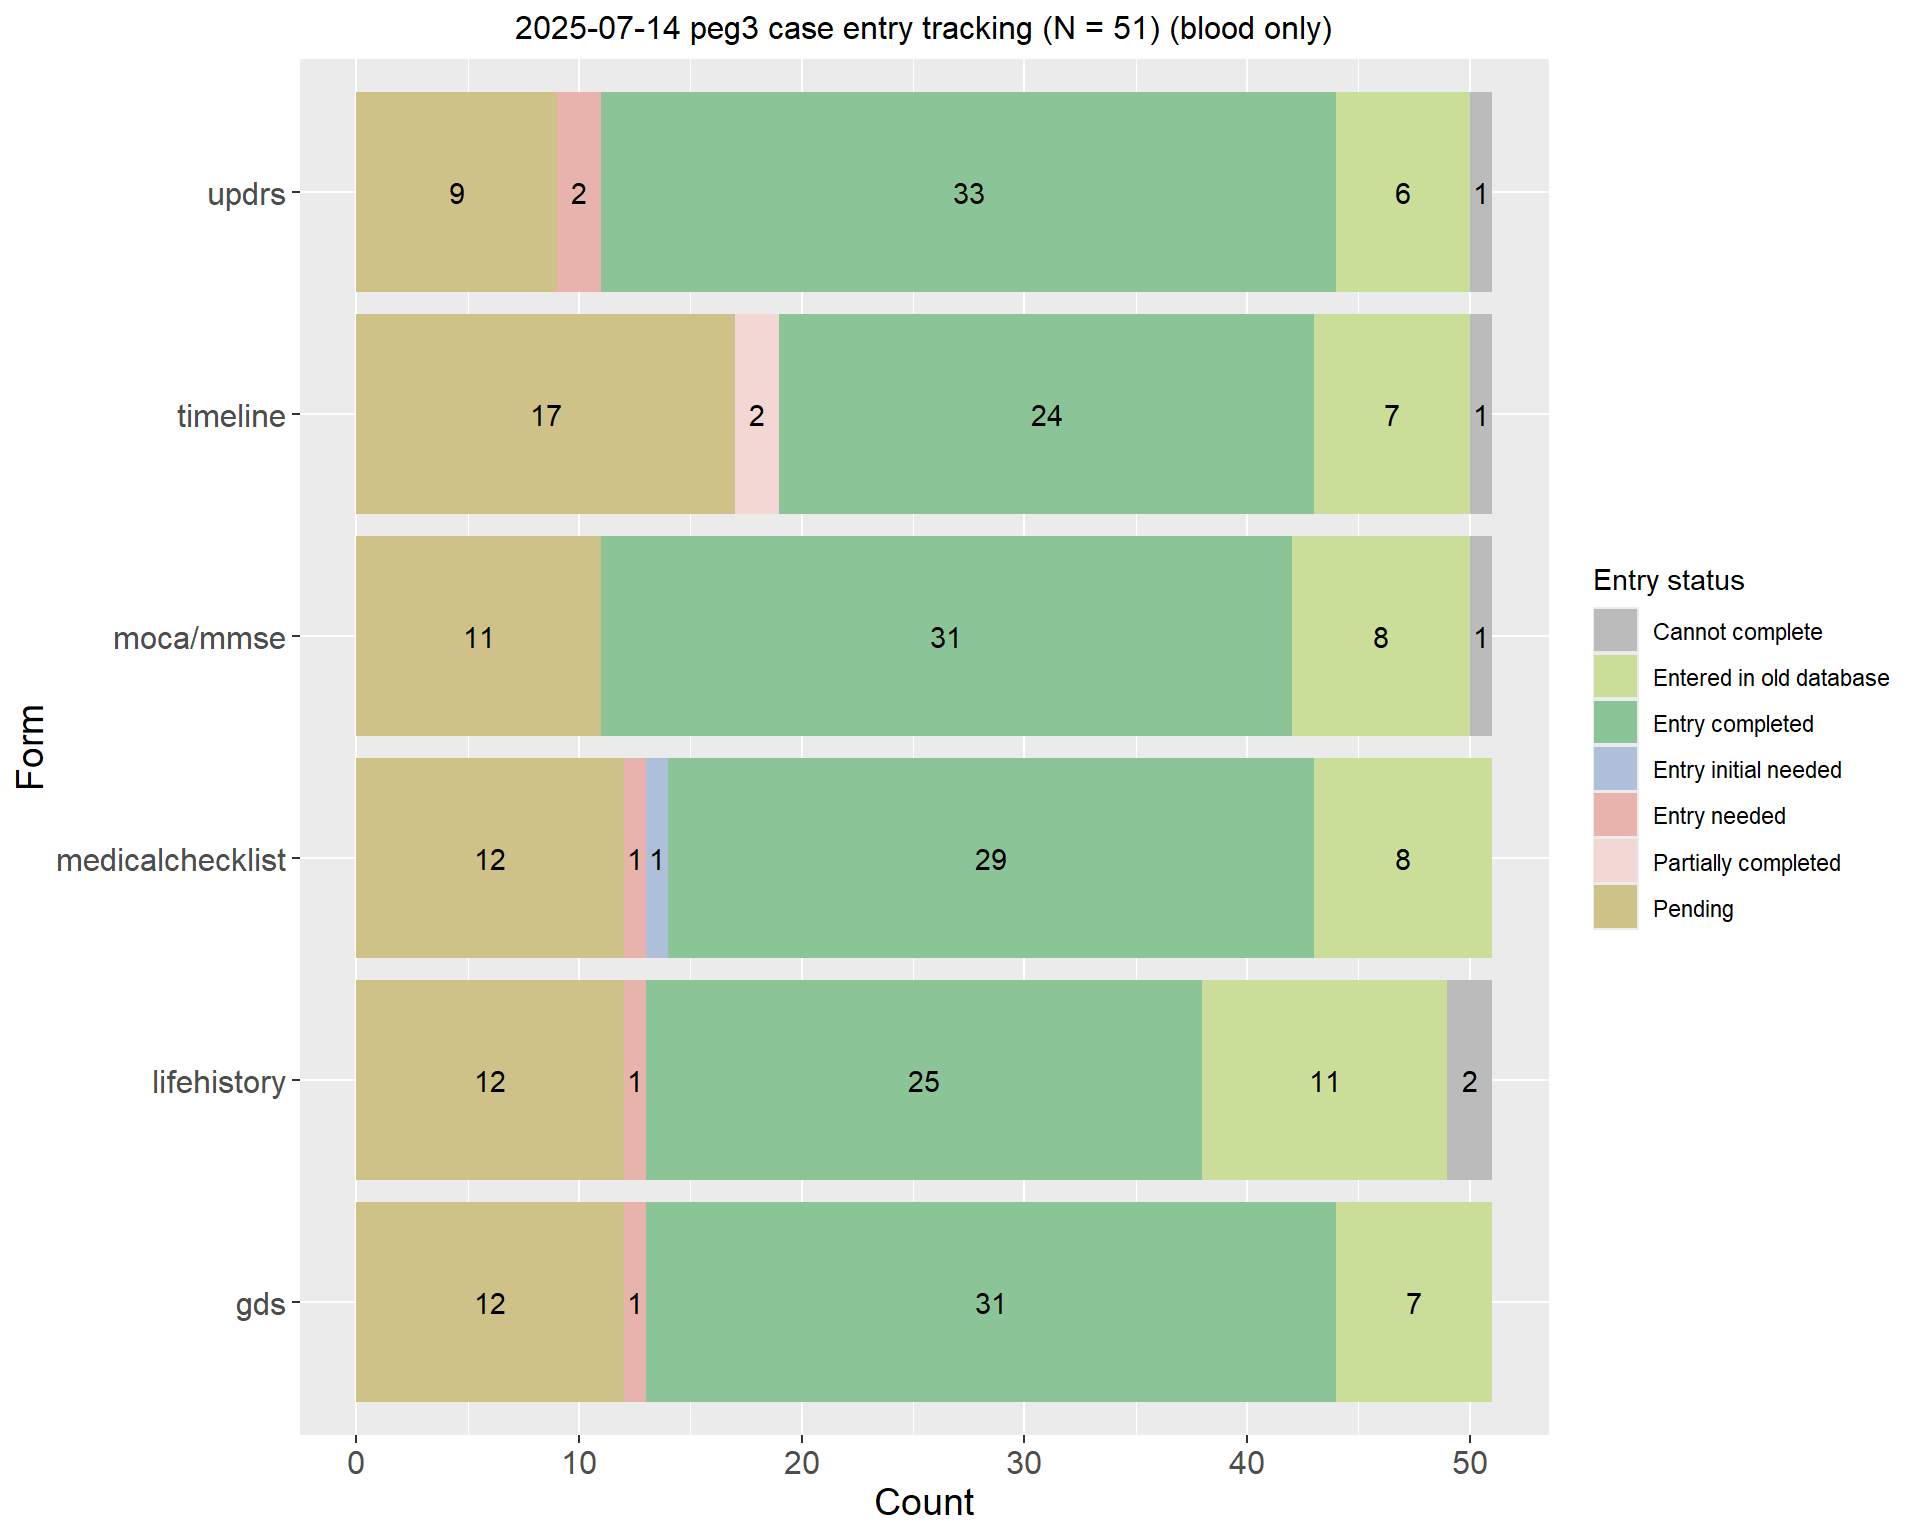 2025-07-14 peg3 case entry tracking (N = 51) (blood only)
updrs
9 2 33 6 1
timeline
17 2 24 7 1
moca/mmse
11 31 8 1
medicalchecklist
12 1 1 29 8
lifehistory
12 1 25 11 2
gds
12 1 31 7
0 10 20 30 40 50
Count
Form
Entry status
Cannot complete
Entered in old database
Entry completed
Entry initial needed
Entry needed
Partially completed
Pending